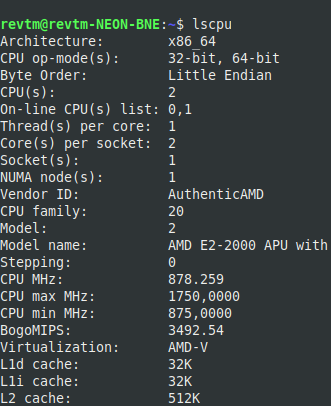 revtm@revtm-NEON-BNE:~$ lscpu
Architecture: x86_64
CPU op-mode(s): 32-bit, 64-bit
Byte Order: Little Endian
CPU(s): 2
On-line CPU(s) list: 0,1
Thread(s) per core: 1
Core(s) per socket: 2
Socket(s): 1
NUMA node(s): 1
Vendor ID: AuthenticAMD
CPU family: 20
Model: 2
Model name: AMD E2-2000 APU with
Stepping: 0
CPU MHz: 878.259
CPU max MHz: 1750,0000
CPU min MHz: 875,0000
BogoMIPS: 3492.54
Virtualization: AMD-V
L1d cache: 32K
L1i cache: 32K
L2 cache: 512K